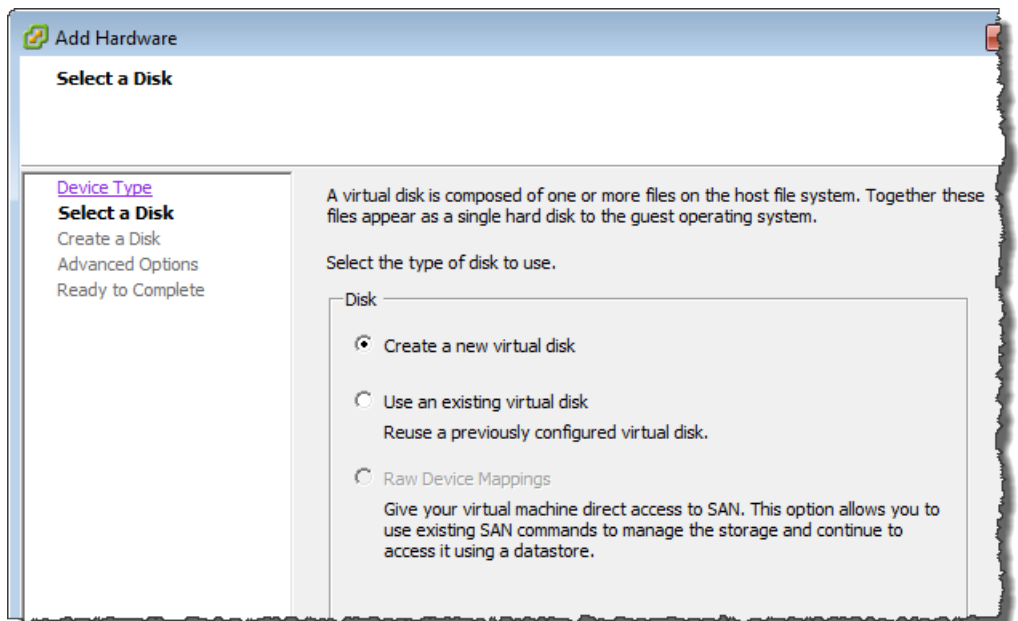 Add Hardware
Select a Disk
Device Type
Select a Disk
Create a Disk
Advanced Options
Ready to Complete
A virtual disk is composed of one or more files on the host file system. Together these
files appear as a single hard disk to the guest operating system.
Select the type of disk to use.
Disk
Create a new virtual disk
Use an existing virtual disk
Reuse a previously configured virtual disk.
Raw Device Mappings
Give your virtual machine direct access to SAN. This option allows you to
use existing SAN commands to manage the storage and continue to
access it using a datastore.